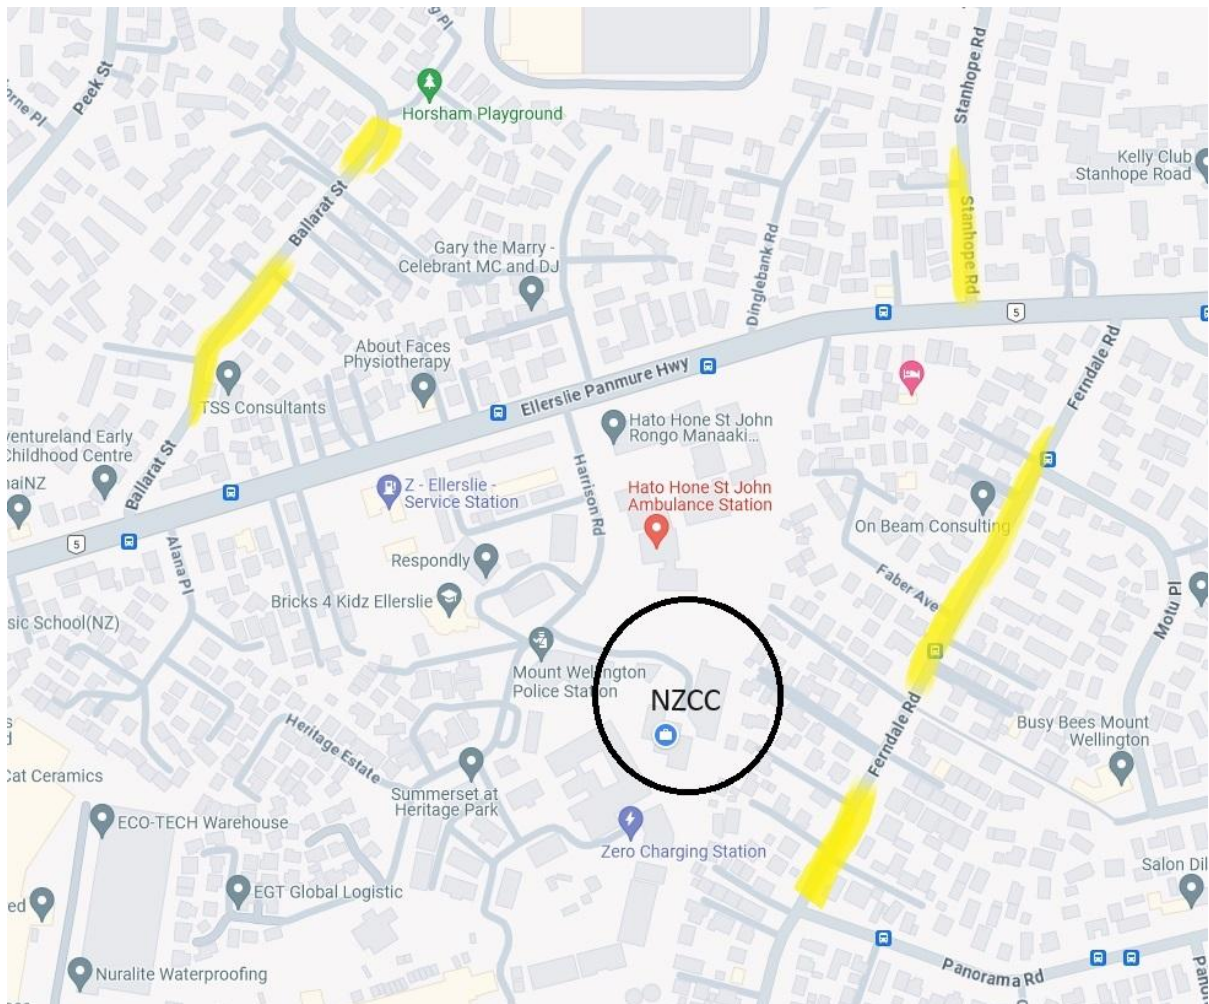 Peek St
Horsham Playground
Stanhope Rd
Kelly Club
Stanhope Road
Ballarat St
Gary the Marry -
Celebrant MC and DJ
Stanhope Rd
Dinglebank Rd
5
About Faces
Physiotherapy
Ellerslie Panmure Hwy
Ferndale Rd
TSS Consultants
Hato Hone St John
Rongo Manaaki...
Ballarat St
Harrison Rd
Z - Ellerslie -
Service Station
Hato Hone St John
Ambulance Station
On Beam Consulting
5
Alana Pl
Respondly
Faber Ave
Bricks 4 Kidz Ellerslie
Motu Pl
sic School(NZ)
Mount Wellington
Police Station
NZCC
Heritage Estate
Ferndale Rd
Busy Bees Mount
Wellington
Cat Ceramics
Summerset at
Heritage Park
ECO-TECH Warehouse
Zero Charging Station
EGT Global Logistic
Salon Dil
ed
Panorama Rd
Nuralite Waterproofing